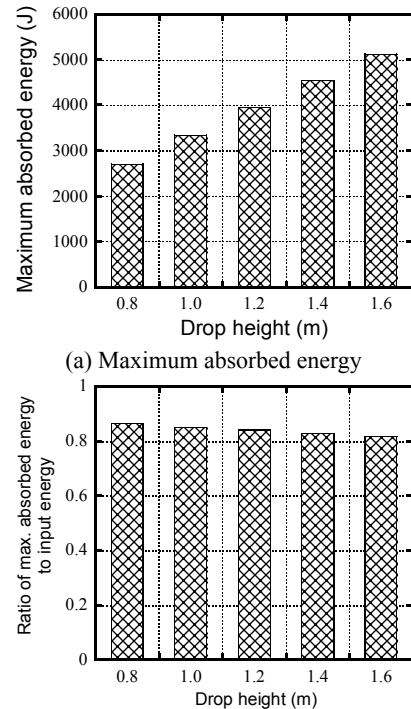 Maximum absorbed energy (J)
6000
5000
4000
3000
2000
1000
0
0.8 1.0 1.2 1.4 1.6
Drop height (m)
(a) Maximum absorbed energy
Ratio of max. absorbed energy
to input energy
1
0.8
0.6
0.4
0.2
0
0.8 1.0 1.2 1.4 1.6
Drop height (m)